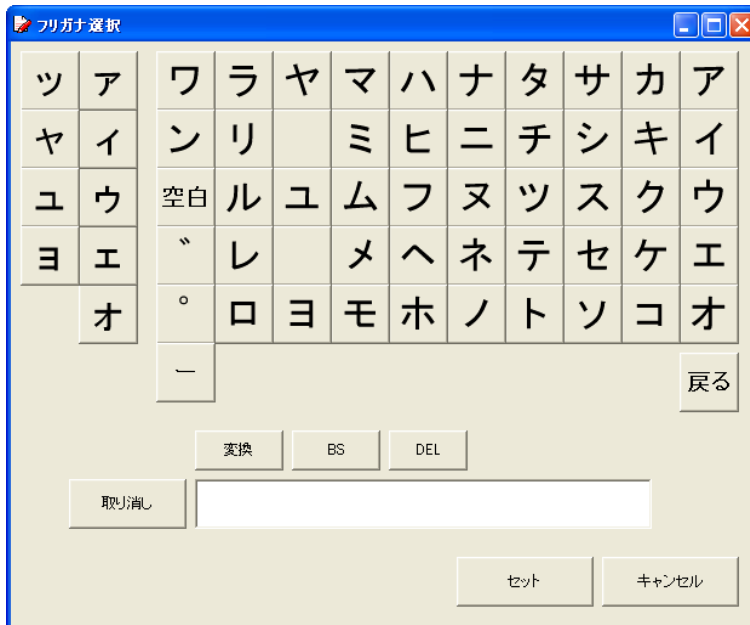 フリガナ選択
ッ ァ ワ ラ ヤ マ ハ ナ タ サ カ ア
ャ ィ ン リ ミ ヒ ニ チ シ キ イ
ュ ゥ 空白 ル ユ ム フ ヌ ツ ス ク ウ
ョ ェ ゛ レ メ ヘ ネ テ セ ケ エ
ォ ゜ ロ ヨ モ ホ ノ ト ソ コ オ
ー 戻る
変換 BS DEL
取り消し
セット キャンセル